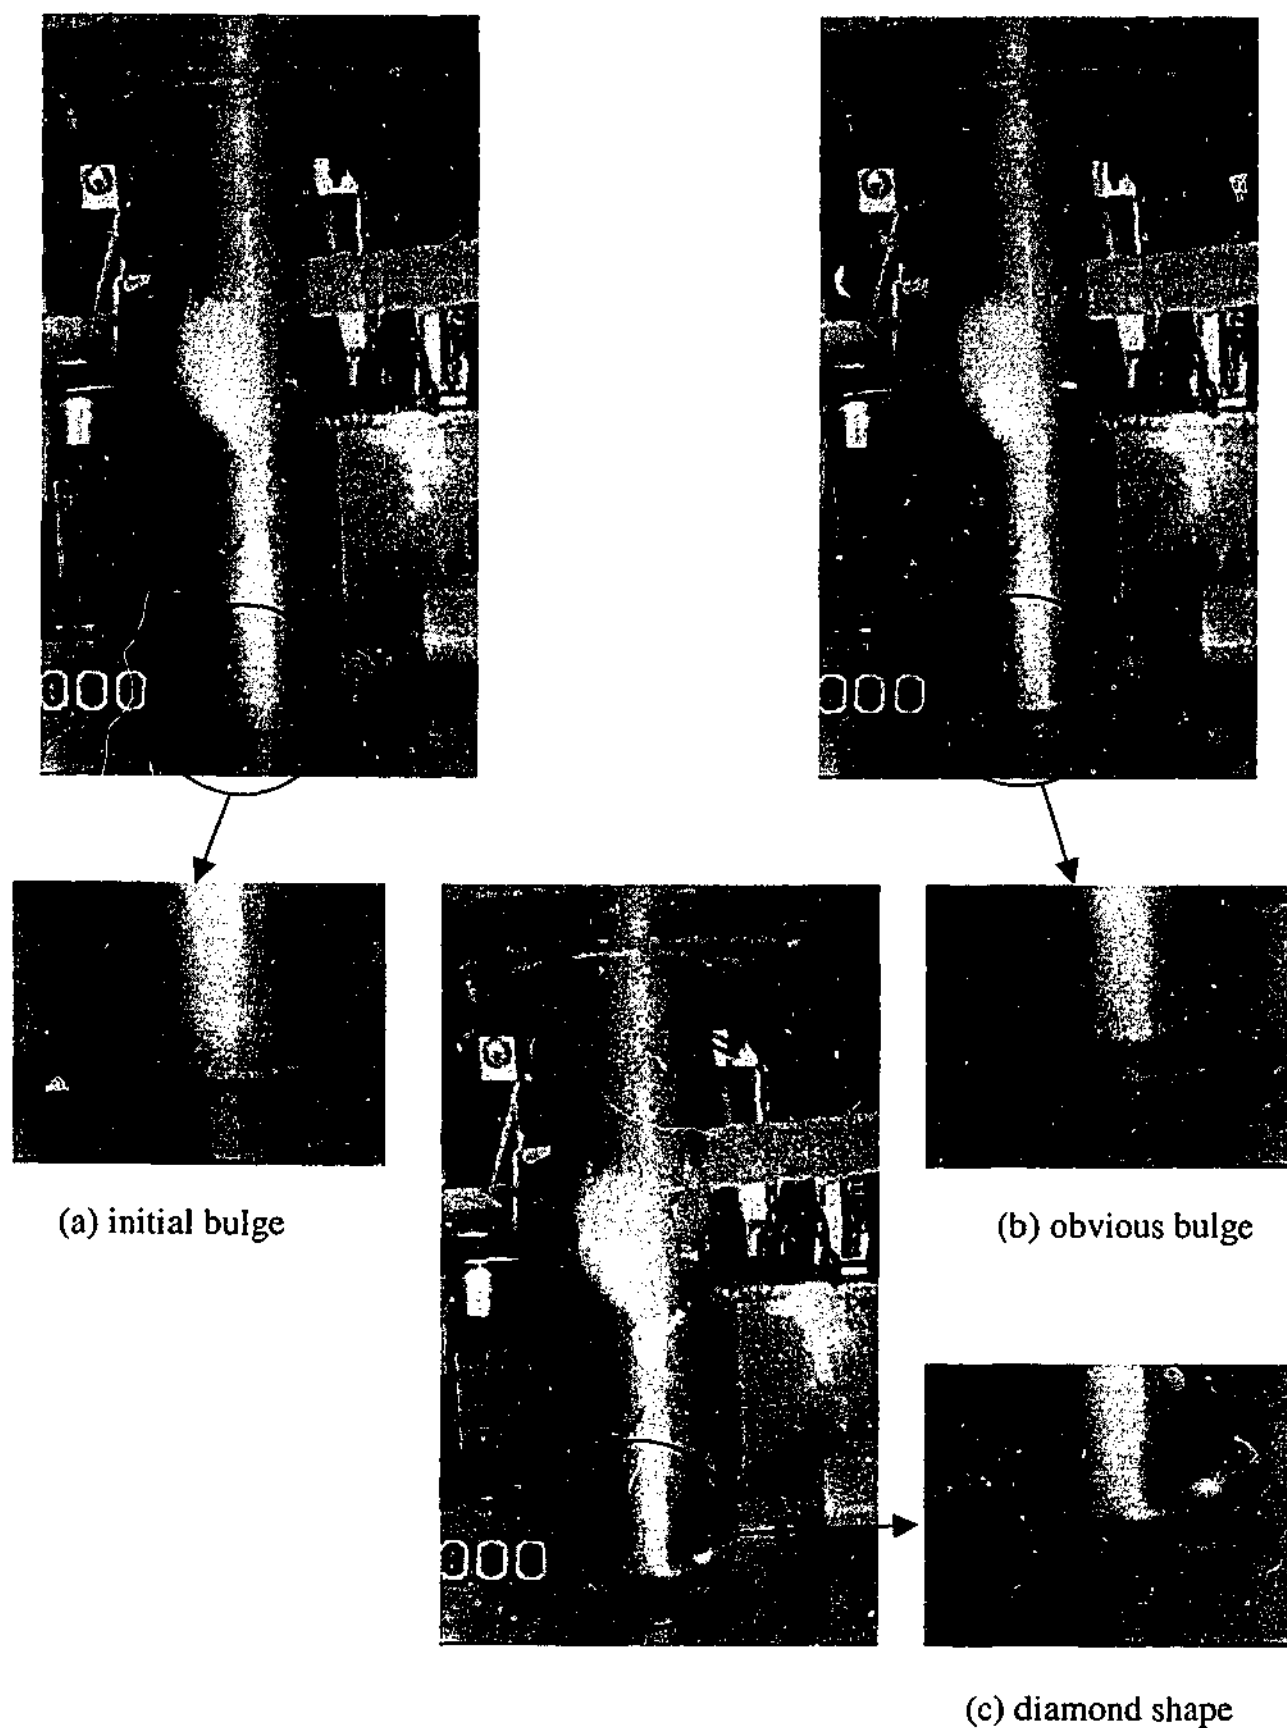 000
000
(a) initial bulge
(b) obvious bulge
000
(c) diamond shape